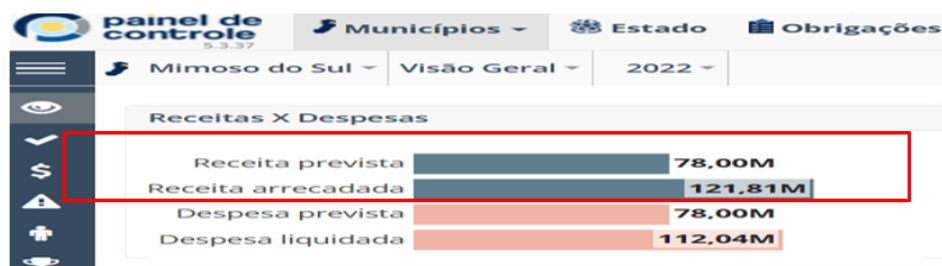 painel de controle 5.3.37
Municípios
Estado
Obrigações
Mimoso do Sul
Visão Geral
2022
Receitas X Despesas
Receita prevista 78,00M
Receita arrecadada 121,81M
Despesa prevista 78,00M
Despesa liquidada 112,04M